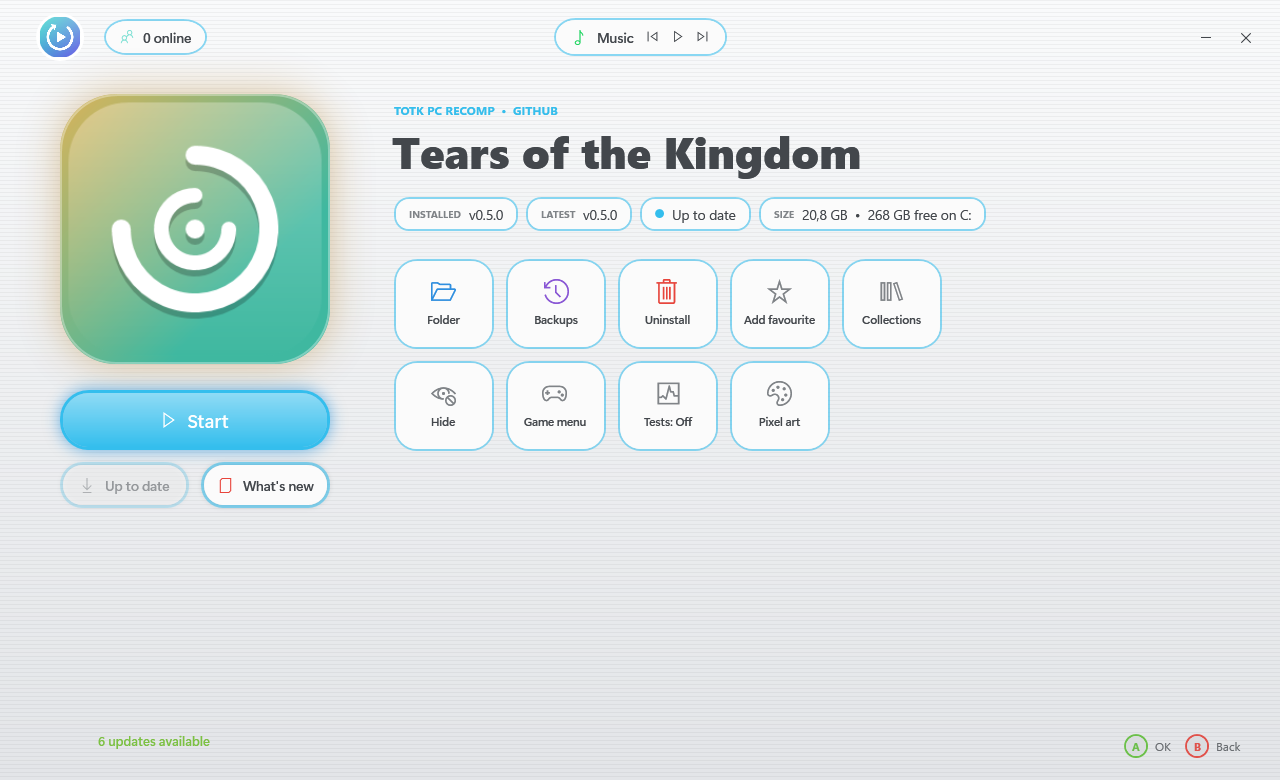 0 online
Music
TOTK PC RECOMP • GITHUB
Tears of the Kingdom
INSTALLED v0.5.0
LATEST v0.5.0
Up to date
SIZE 20,8 GB • 268 GB free on C:
Folder
Backups
Uninstall
Add favourite
Collections
Hide
Game menu
Tests: Off
Pixel art
Start
Up to date
What's new
6 updates available
A OK
B Back